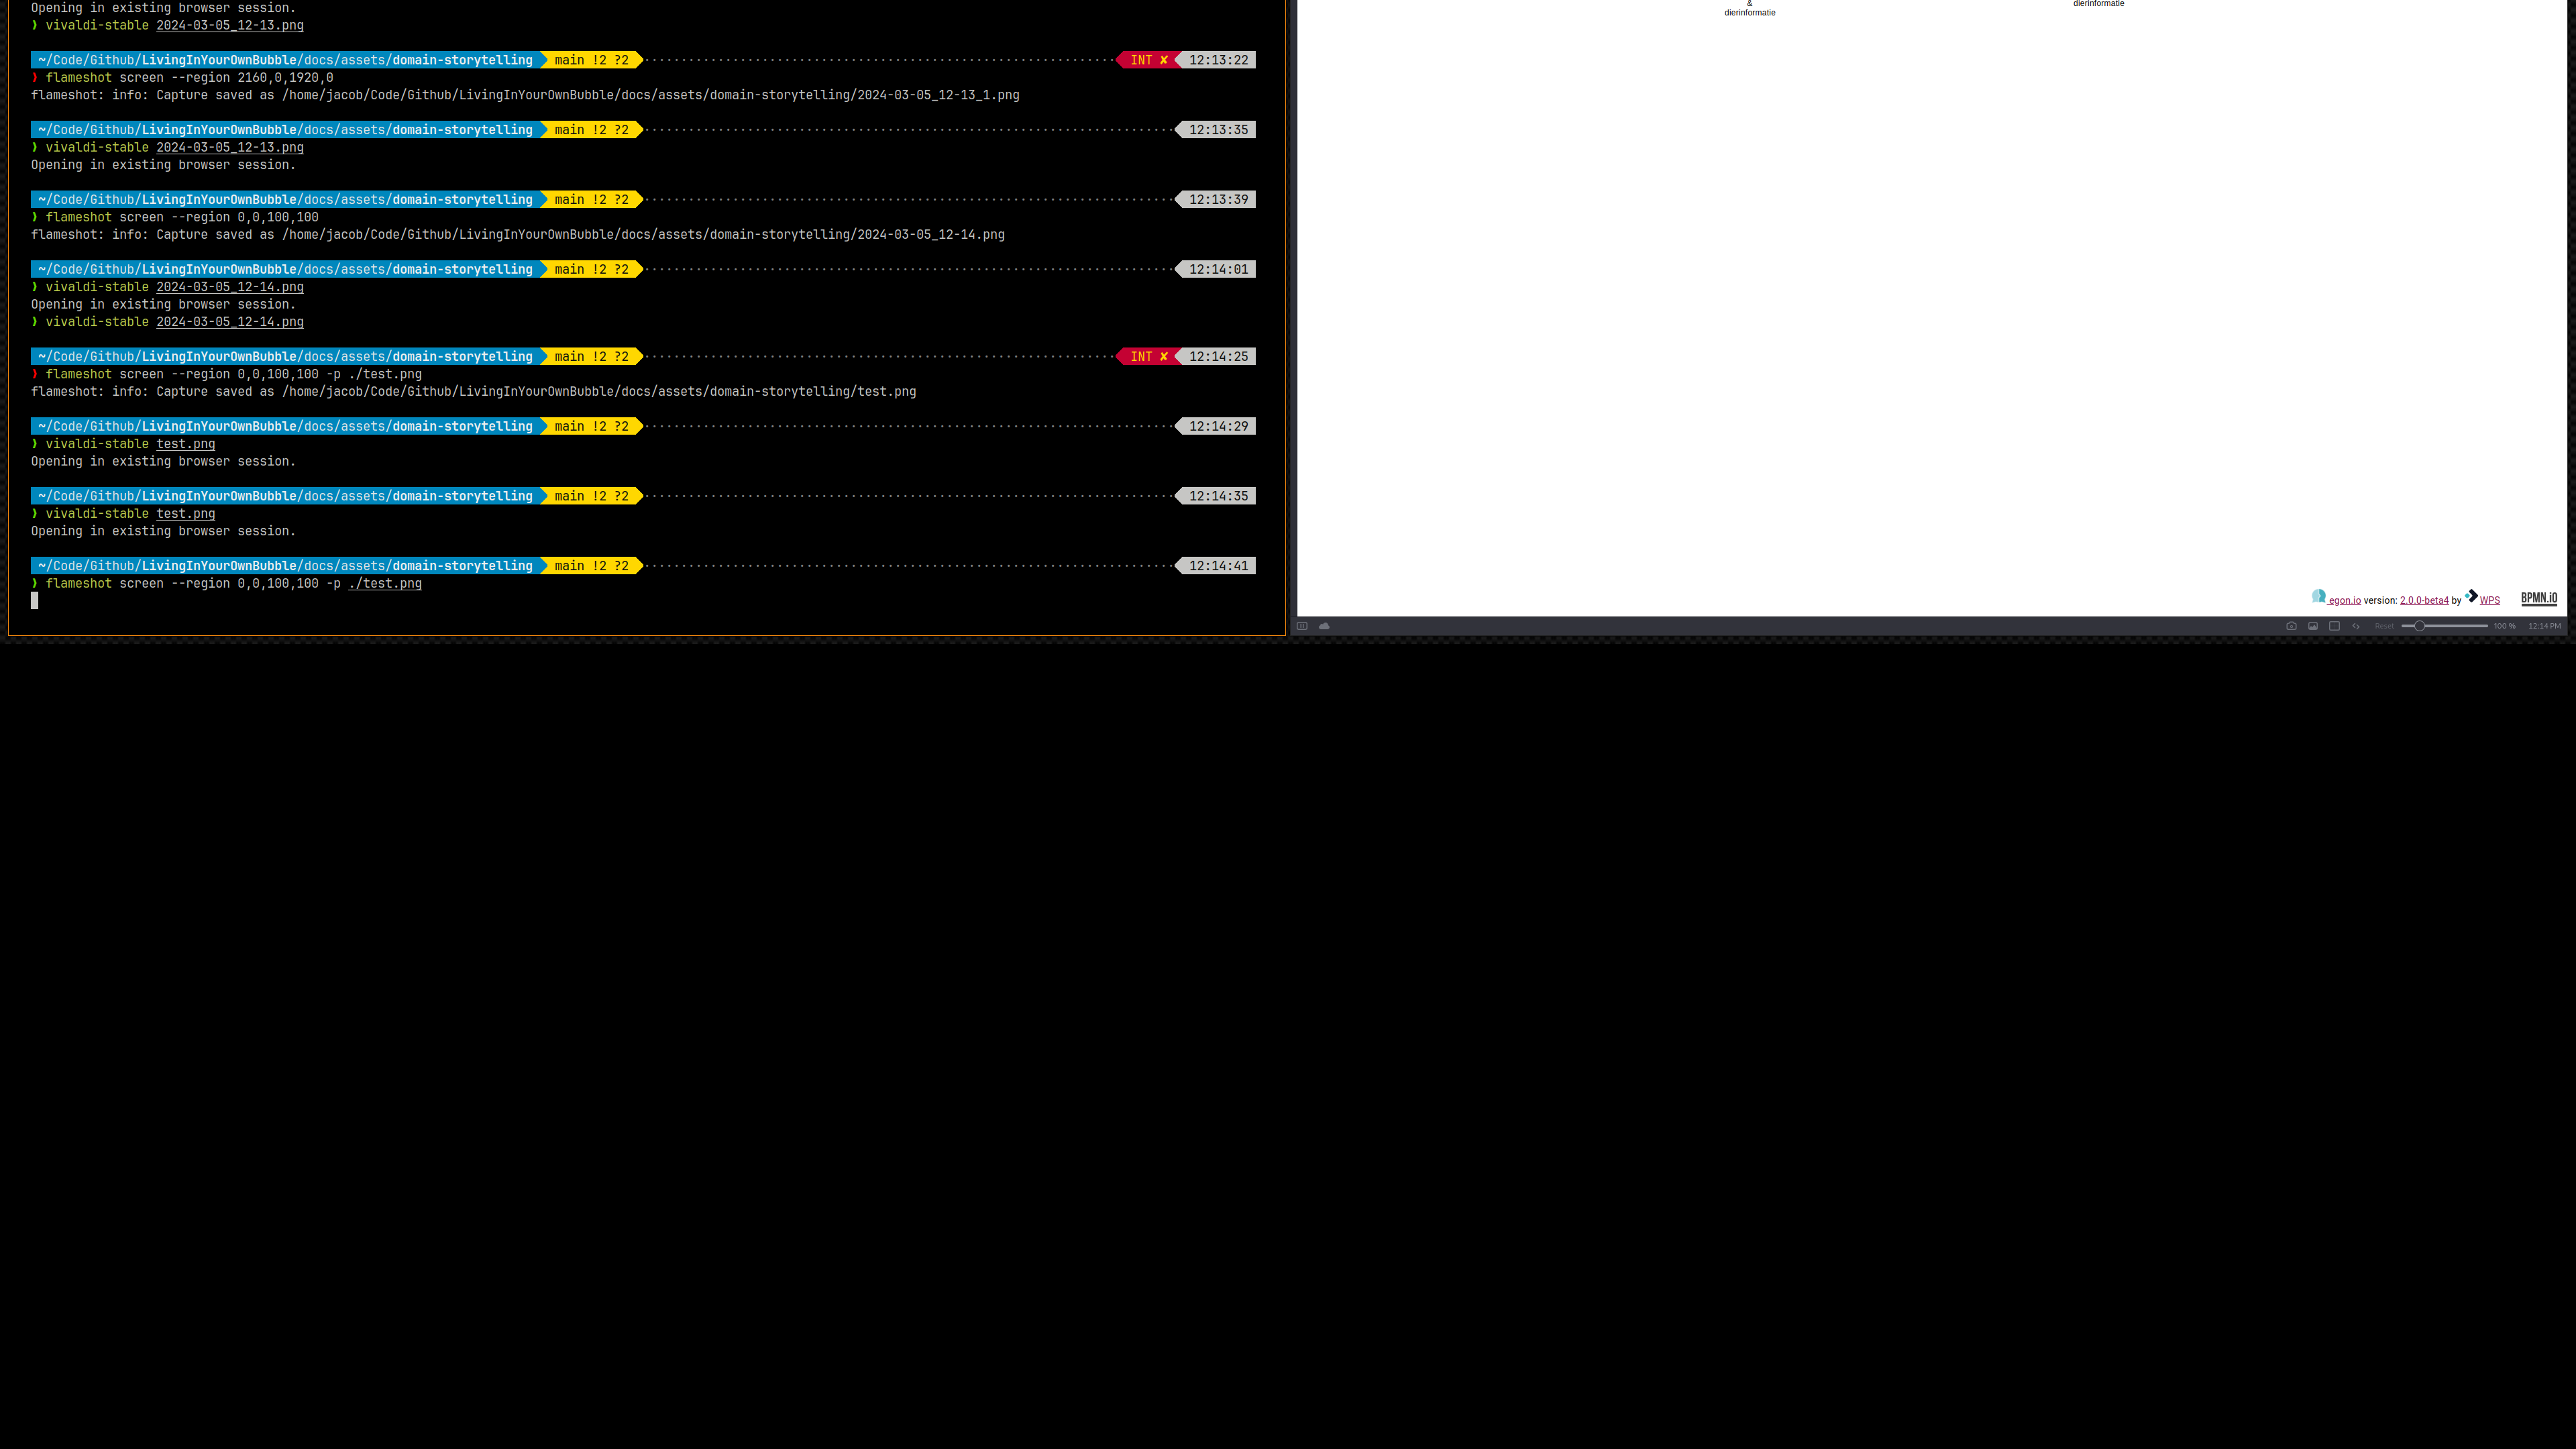 Opening in existing browser session.
❯ vivaldi-stable 2024-03-05_12-13.png
~/Code/Github/LivingInYourOwnBubble/docs/assets/domain-storytelling main !2 ?2 INT ✘ 12:13:22
❯ flameshot screen --region 2160,0,1920,0
flameshot: info: Capture saved as /home/jacob/Code/Github/LivingInYourOwnBubble/docs/assets/domain-storytelling/2024-03-05_12-13_1.png
~/Code/Github/LivingInYourOwnBubble/docs/assets/domain-storytelling main !2 ?2 12:13:35
❯ vivaldi-stable 2024-03-05_12-13.png
Opening in existing browser session.
~/Code/Github/LivingInYourOwnBubble/docs/assets/domain-storytelling main !2 ?2 12:13:39
❯ flameshot screen --region 0,0,100,100
flameshot: info: Capture saved as /home/jacob/Code/Github/LivingInYourOwnBubble/docs/assets/domain-storytelling/2024-03-05_12-14.png
~/Code/Github/LivingInYourOwnBubble/docs/assets/domain-storytelling main !2 ?2 12:14:01
❯ vivaldi-stable 2024-03-05_12-14.png
Opening in existing browser session.
❯ vivaldi-stable 2024-03-05_12-14.png
~/Code/Github/LivingInYourOwnBubble/docs/assets/domain-storytelling main !2 ?2 INT ✘ 12:14:25
❯ flameshot screen --region 0,0,100,100 -p ./test.png
flameshot: info: Capture saved as /home/jacob/Code/Github/LivingInYourOwnBubble/docs/assets/domain-storytelling/test.png
~/Code/Github/LivingInYourOwnBubble/docs/assets/domain-storytelling main !2 ?2 12:14:29
❯ vivaldi-stable test.png
Opening in existing browser session.
~/Code/Github/LivingInYourOwnBubble/docs/assets/domain-storytelling main !2 ?2 12:14:35
❯ vivaldi-stable test.png
Opening in existing browser session.
~/Code/Github/LivingInYourOwnBubble/docs/assets/domain-storytelling main !2 ?2 12:14:41
❯ flameshot screen --region 0,0,100,100 -p ./test.png
&
dierinformatie
dierinformatie
egon.io version: 2.0.0-beta4 by WPS BPMN.iO
Reset 100 % 12:14 PM